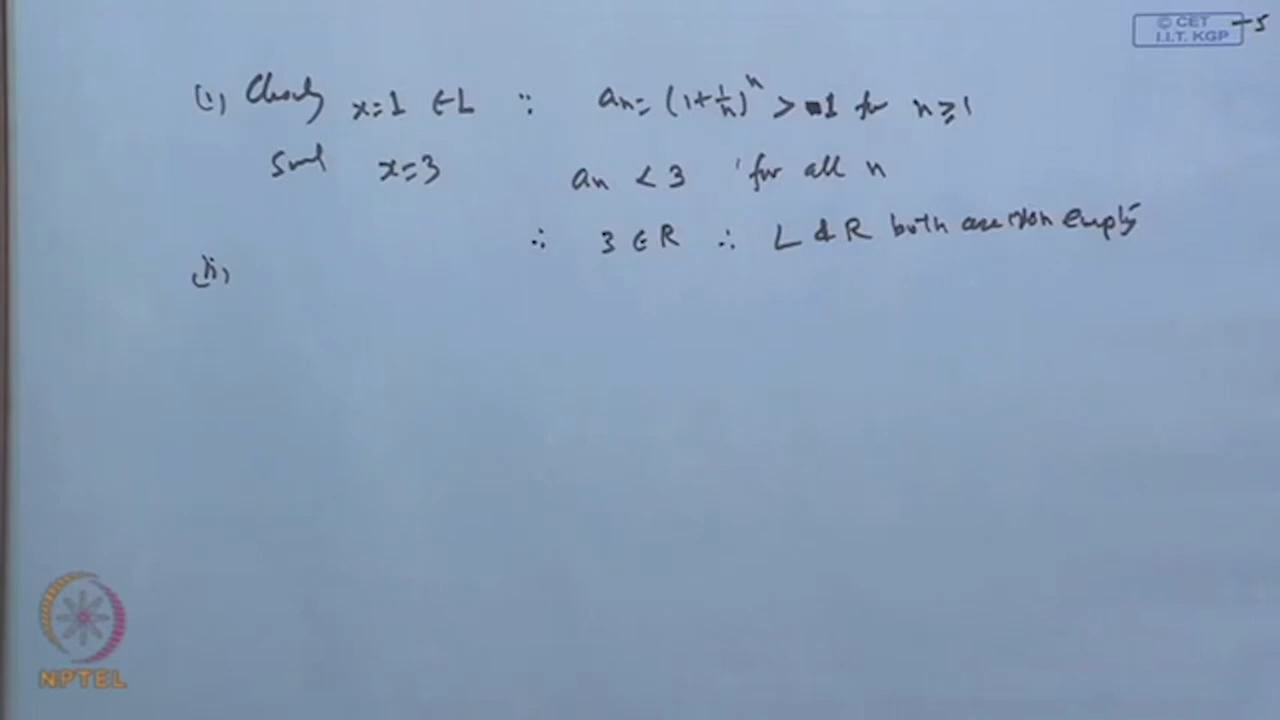 © CET
I.I.T. KGP
-5
(i) Clearly x=1 ∈ L ∵ an = (1+1/n)^n > 1 for n ≥ 1
x=3 an < 3 for all n
∴ 3 ∈ R ∴ L & R both are non empty
(ii)
NPTEL